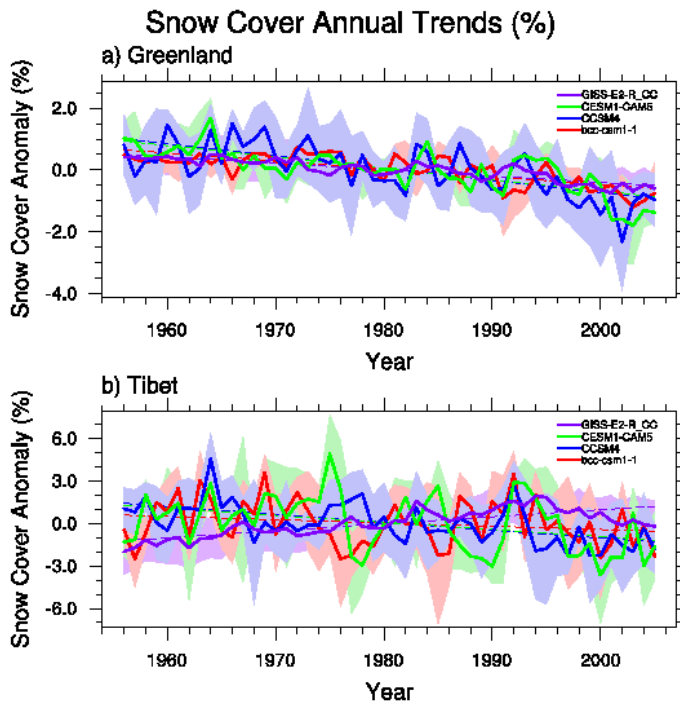 Snow Cover Annual Trends (%)
a) Greenland
Snow Cover Anomaly (%)
2.0
0.0
-2.0
-4.0
GISS-E2-R_CC
CESM1-CAM5
CCSM4
bcc-csm1-1
1960 1970 1980 1990 2000
Year
b) Tibet
Snow Cover Anomaly (%)
6.0
3.0
0.0
-3.0
-6.0
GISS-E2-R_CC
CESM1-CAM5
CCSM4
bcc-csm1-1
1960 1970 1980 1990 2000
Year